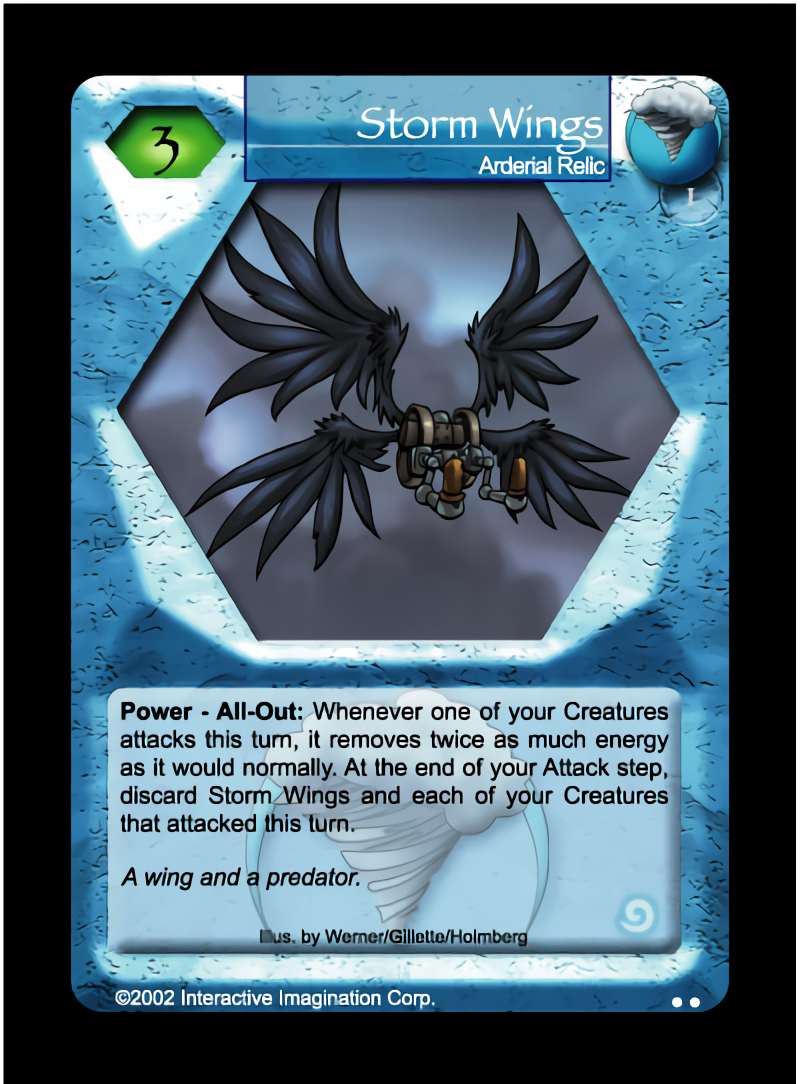 3
Storm Wings
Arderial Relic
I
Power - All-Out: Whenever one of your Creatures
attacks this turn, it removes twice as much energy
as it would normally. At the end of your Attack step,
discard Storm Wings and each of your Creatures
that attacked this turn.
A wing and a predator.
Illus. by Werner/Gillette/Holmberg
©2002 Interactive Imagination Corp.